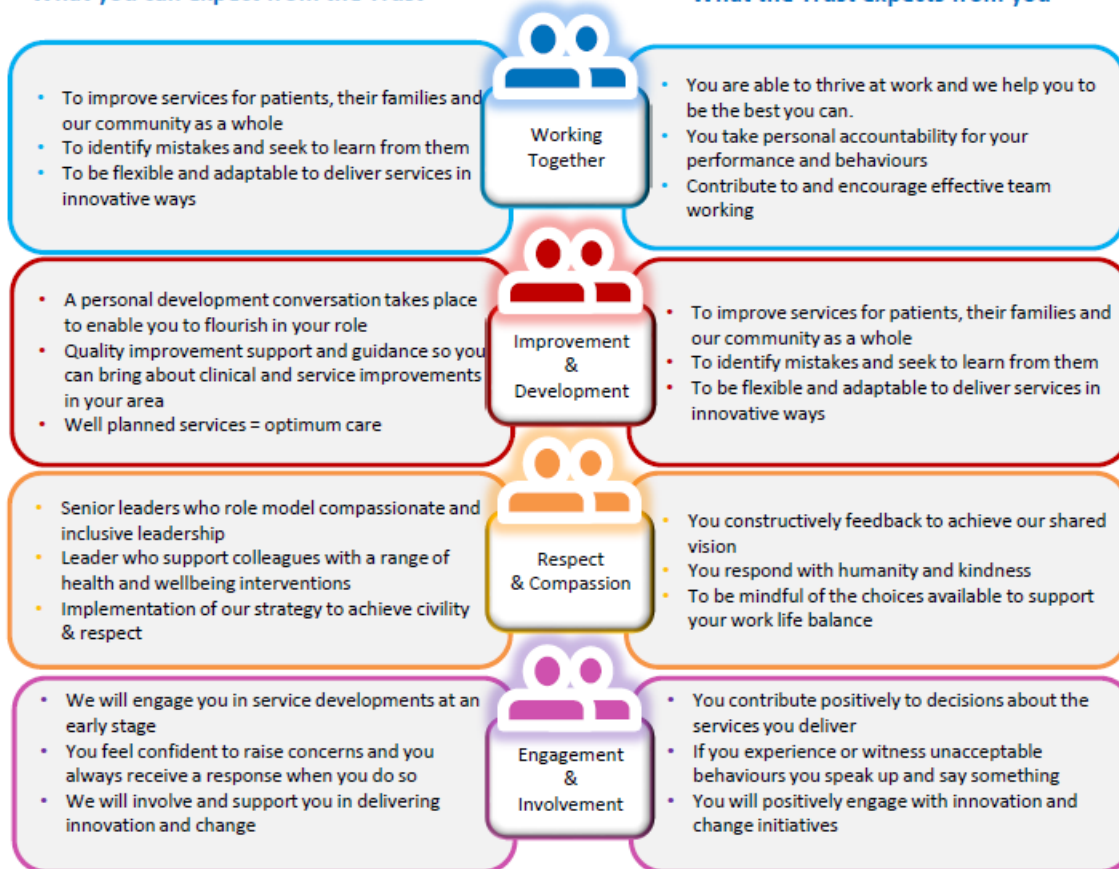 What you can expect from the Trust
What the Trust expects from you
To improve services for patients, their families and
our community as a whole
To identify mistakes and seek to learn from them
To be flexible and adaptable to deliver services in
innovative ways
Working
Together
You are able to thrive at work and we help you to
be the best you can.
You take personal accountability for your
performance and behaviours
Contribute to and encourage effective team
working
A personal development conversation takes place
to enable you to flourish in your role
Quality improvement support and guidance so you
can bring about clinical and service improvements
in your area
Well planned services = optimum care
Improvement
&
Development
To improve services for patients, their families and
our community as a whole
To identify mistakes and seek to learn from them
To be flexible and adaptable to deliver services in
innovative ways
Senior leaders who role model compassionate and
inclusive leadership
Leader who support colleagues with a range of
health and wellbeing interventions
Implementation of our strategy to achieve civility
& respect
Respect
& Compassion
You constructively feedback to achieve our shared
vision
You respond with humanity and kindness
To be mindful of the choices available to support
your work life balance
We will engage you in service developments at an
early stage
You feel confident to raise concerns and you
always receive a response when you do so
We will involve and support you in delivering
innovation and change
Engagement
&
Involvement
You contribute positively to decisions about the
services you deliver
If you experience or witness unacceptable
behaviours you speak up and say something
You will positively engage with innovation and
change initiatives